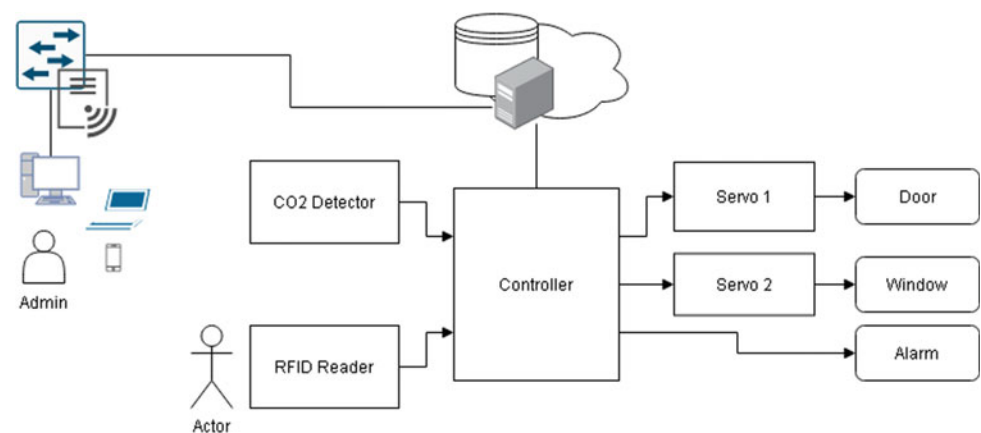 CO2 Detector
Servo 1
Door
Controller
Servo 2
Window
Admin
RFID Reader
Alarm
Actor